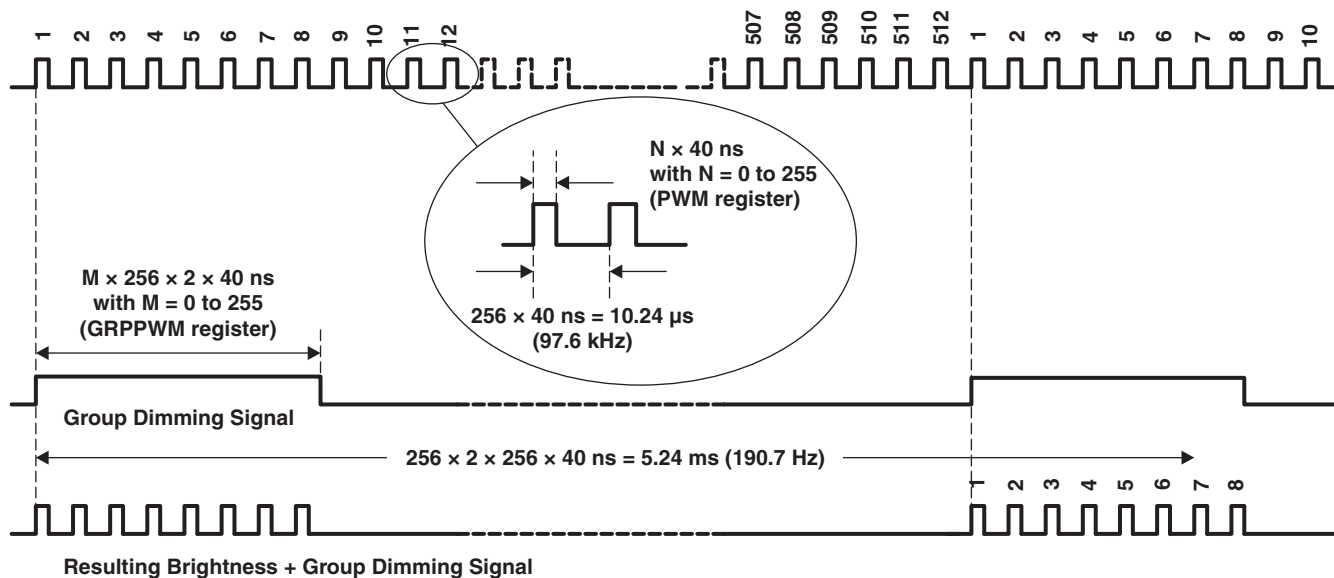 1 2 3 4 5 6 7 8 9 10 11 12 507 508 509 510 511 512 1 2 3 4 5 6 7 8 9 10
N × 40 ns
with N = 0 to 255
(PWM register)
M × 256 × 2 × 40 ns
with M = 0 to 255
(GRPPWM register)
256 × 40 ns = 10.24 µs
(97.6 kHz)
Group Dimming Signal
256 × 2 × 256 × 40 ns = 5.24 ms (190.7 Hz)
1 2 3 4 5 6 7 8
Resulting Brightness + Group Dimming Signal